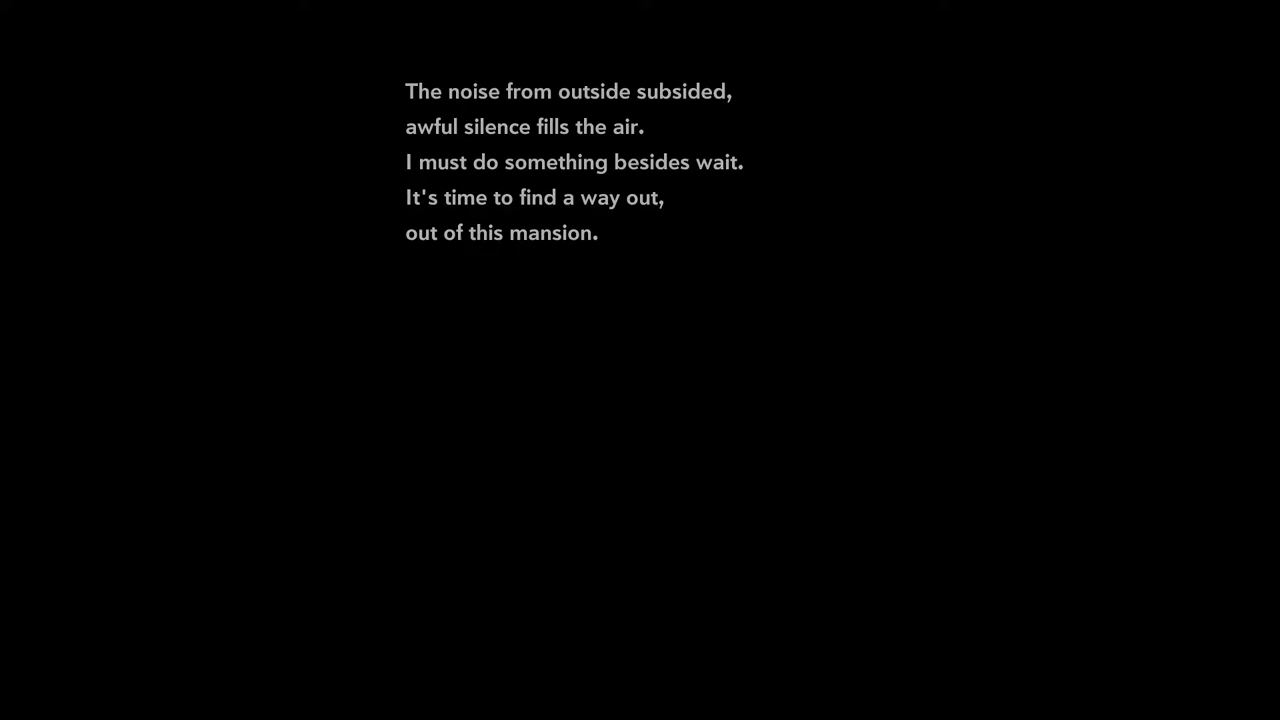 The noise from outside subsided,
awful silence fills the air.
I must do something besides wait.
It's time to find a way out,
out of this mansion.